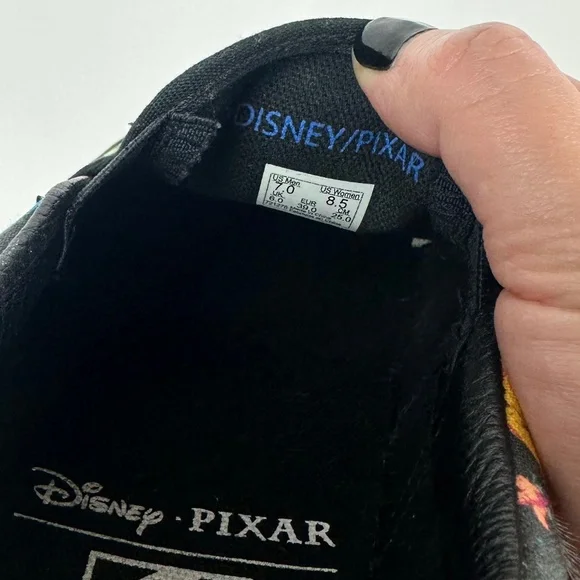 DISNEY/PIXAR
US Men US Women
7.0 8.5
UK EUR CM
6.0 39.0 25.0
Disney · PIXAR